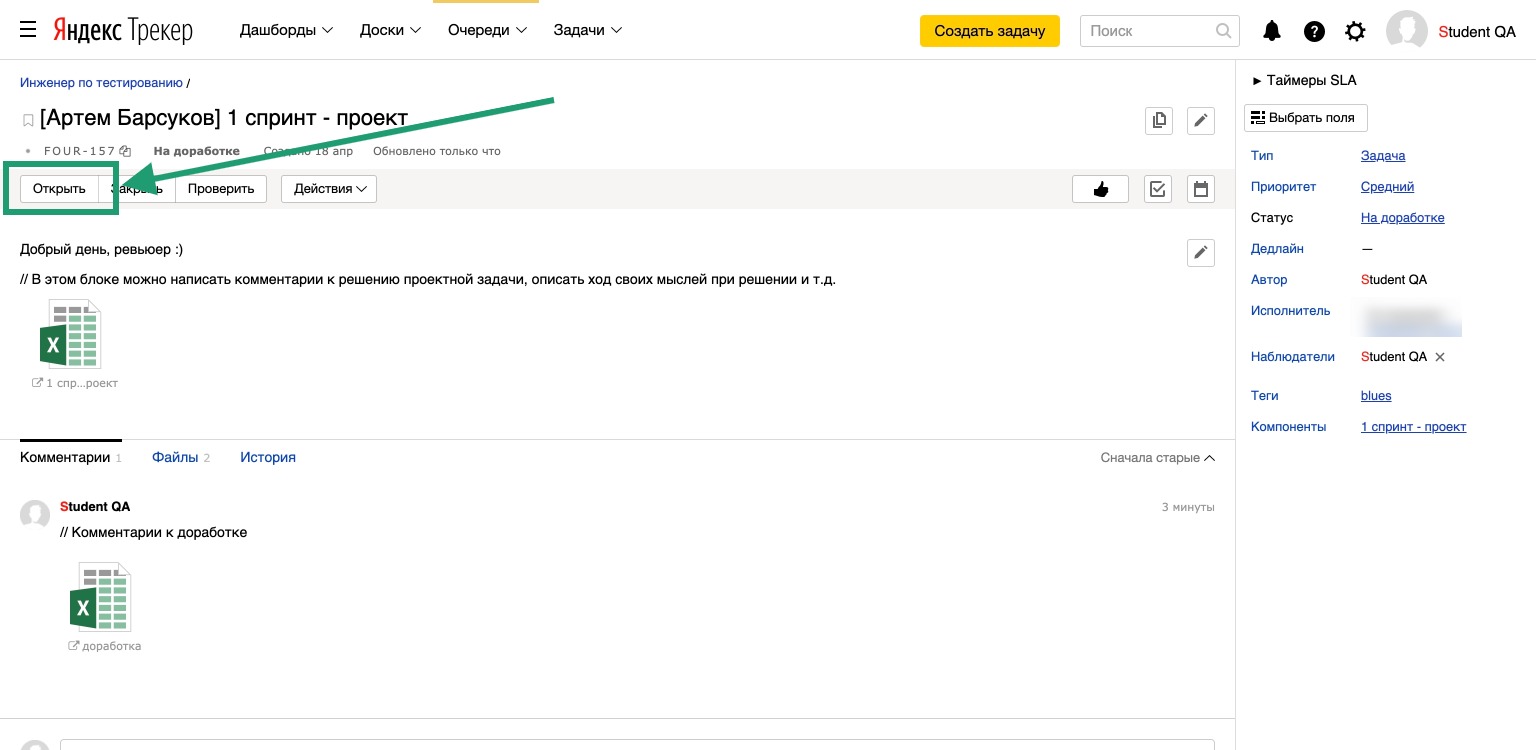 Яндекс Трекер Дашборды Доски Очереди Задачи Создать задачу Поиск Student QA
Инженер по тестированию /
[Артем Барсуков] 1 спринт - проект
FOUR-157 На доработке Создано 18 апр Обновлено только что
Открыть Закрыть Проверить Действия
Добрый день, ревьюер :)
// В этом блоке можно написать комментарии к решению проектной задачи, описать ход своих мыслей при решении и т.д.
X
1 спр...роект
Комментарии 1 Файлы 2 История Сначала старые
Student QA 3 минуты
// Комментарии к доработке
X
доработка
► Таймеры SLA
Выбрать поля
Тип Задача
Приоритет Средний
Статус На доработке
Дедлайн —
Автор Student QA
Исполнитель
Наблюдатели Student QA
Теги blues
Компоненты 1 спринт - проект